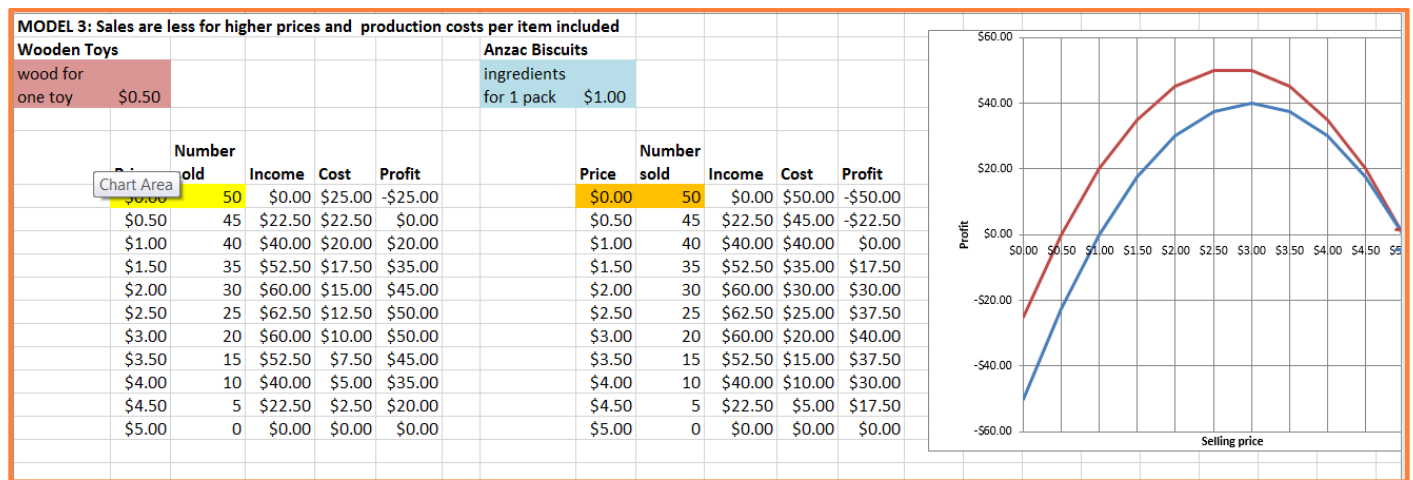 MODEL 3: Sales are less for higher prices and production costs per item included
Wooden Toys Anzac Biscuits
wood for ingredients
one toy $0.50 for 1 pack $1.00
Number Number
sold Income Cost Profit Price sold Income Cost Profit
Chart Area
$0.00 50 $0.00 $25.00 -$25.00 $0.00 50 $0.00 $50.00 -$50.00
$0.50 45 $22.50 $22.50 $0.00 $0.50 45 $22.50 $45.00 -$22.50
$1.00 40 $40.00 $20.00 $20.00 $1.00 40 $40.00 $40.00 $0.00
$1.50 35 $52.50 $17.50 $35.00 $1.50 35 $52.50 $35.00 $17.50
$2.00 30 $60.00 $15.00 $45.00 $2.00 30 $60.00 $30.00 $30.00
$2.50 25 $62.50 $12.50 $50.00 $2.50 25 $62.50 $25.00 $37.50
$3.00 20 $60.00 $10.00 $50.00 $3.00 20 $60.00 $20.00 $40.00
$3.50 15 $52.50 $7.50 $45.00 $3.50 15 $52.50 $15.00 $37.50
$4.00 10 $40.00 $5.00 $35.00 $4.00 10 $40.00 $10.00 $30.00
$4.50 5 $22.50 $2.50 $20.00 $4.50 5 $22.50 $5.00 $17.50
$5.00 0 $0.00 $0.00 $0.00 $5.00 0 $0.00 $0.00 $0.00
$60.00
$40.00
$20.00
$0.00
-$20.00
-$40.00
-$60.00
Profit
$0.00 $0.50 $1.00 $1.50 $2.00 $2.50 $3.00 $3.50 $4.00 $4.50
Selling price